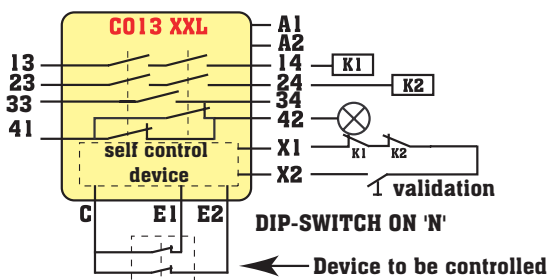 CO13 XXL
A1
A2
13 14 K1
23 24 K2
33 34
41 42
self control
device
X1 K1 K2
X2 validation
C E1 E2
DIP-SWITCH ON 'N'
Device to be controlled